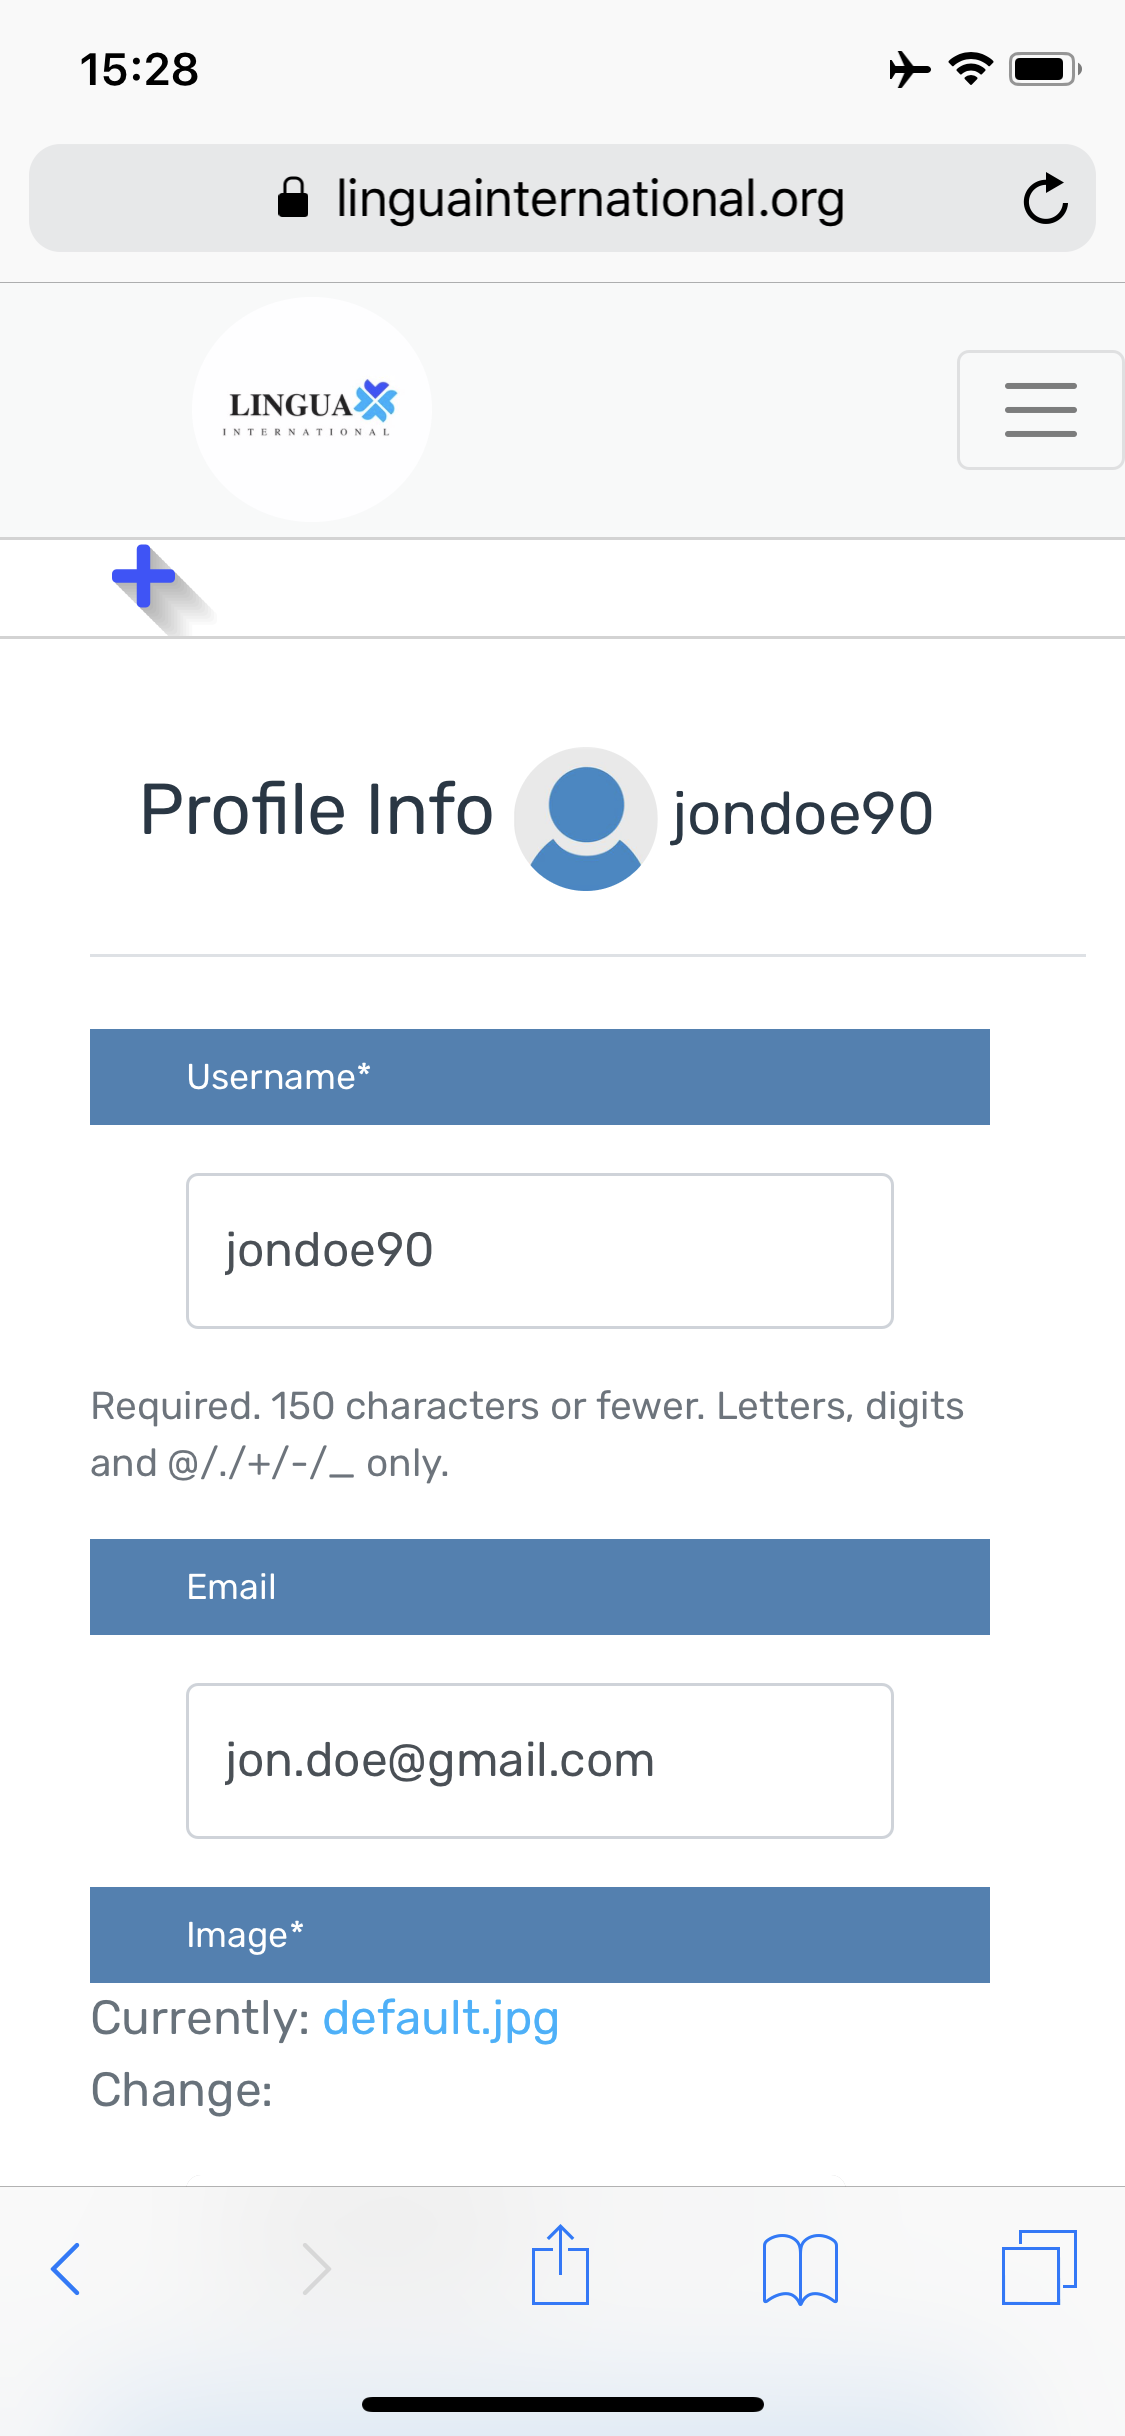 15:28
linguainternational.org
LINGUA
INTERNATIONAL
Profile Info jondoe90
Username*
jondoe90
Required. 150 characters or fewer. Letters, digits
and @/./+/-/_ only.
Email
jon.doe@gmail.com
Image*
Currently: default.jpg
Change: